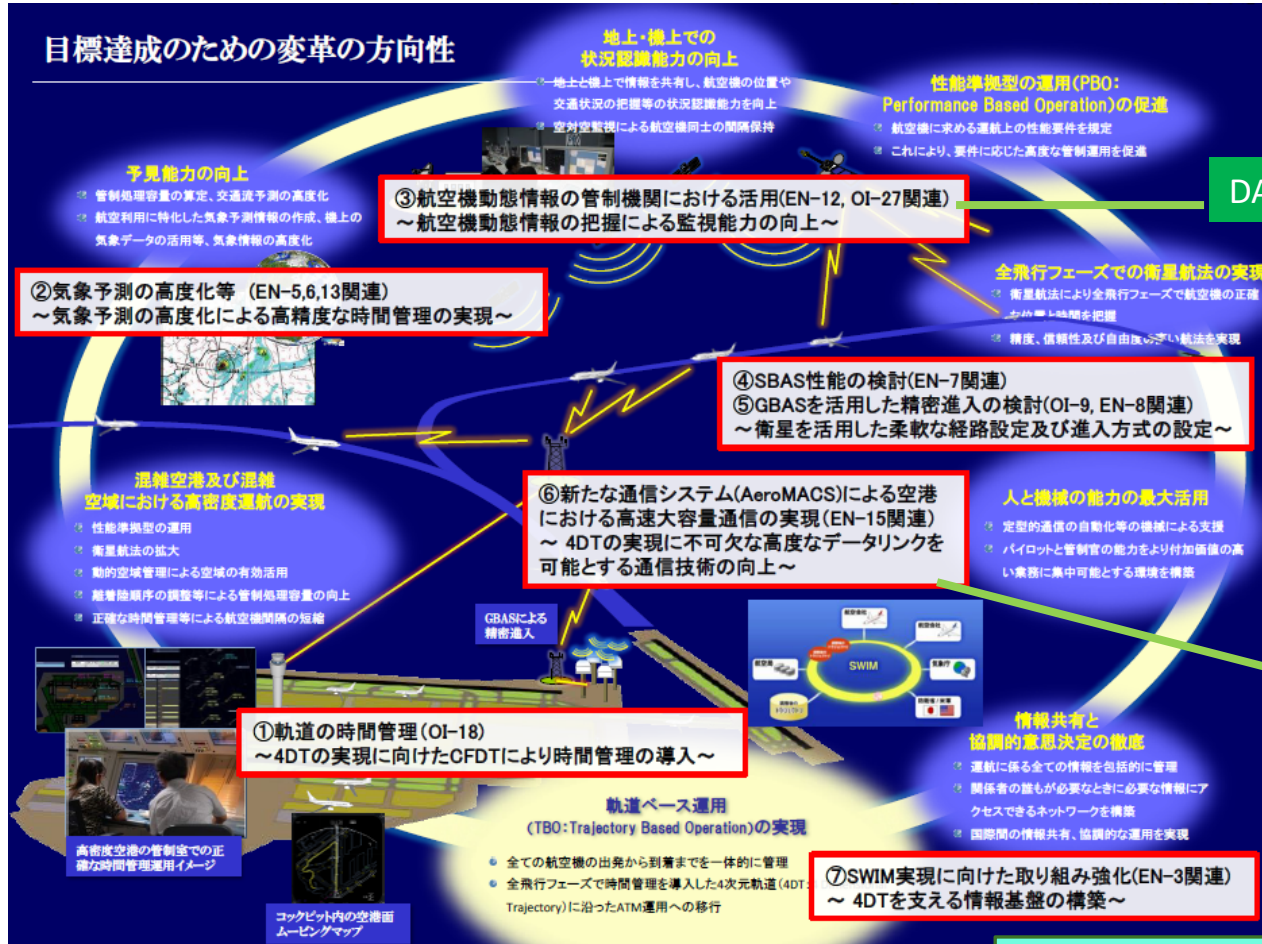 目標達成のための変革の方向性
地上・機上での
状況認識能力の向上
地上と機上で情報を共有し、航空機の位置や
交通状況の把握等の状況認識能力を向上
空対空監視による航空機同士の間隔保持
性能準拠型の運用(PBO:
Performance Based Operation)の促進
航空機に求める運航上の性能要件を規定
これにより、要件に応じた高度な管制運用を促進
予見能力の向上
管制処理容量の算定、交通流予測の高度化
航空利用に特化した気象予測情報の作成、機上の
気象データの活用等、気象情報の高度化
③航空機動態情報の管制機関における活用(EN-12, OI-27関連)
～航空機動態情報の把握による監視能力の向上～
DA
②気象予測の高度化等 (EN-5,6,13関連)
～気象予測の高度化による高精度な時間管理の実現～
全飛行フェーズでの衛星航法の実現
衛星航法により全飛行フェーズで航空機の正確
な位置と時間を把握
精度、信頼性及び自由度の高い航法を実現
④SBAS性能の検討(EN-7関連)
⑤GBASを活用した精密進入の検討(OI-9, EN-8関連)
～衛星を活用した柔軟な経路設定及び進入方式の設定～
混雑空港及び混雑
空域における高密度運航の実現
性能準拠型の運用
衛星航法の拡大
動的空域管理による空域の有効活用
離着陸順序の調整等による管制処理容量の向上
正確な時間管理等による航空機間隔の短縮
⑥新たな通信システム(AeroMACS)による空港
における高速大容量通信の実現(EN-15関連)
～ 4DTの実現に不可欠な高度なデータリンクを
可能とする通信技術の向上～
人と機械の能力の最大活用
定型的通信の自動化等の機械による支援
パイロットと管制官の能力をより付加価値の高
い業務に集中可能とする環境を構築
GBASによる
精密進入
航空会社
航空会社
SWIM
気象庁
①軌道の時間管理(OI-18)
～4DTの実現に向けたCFDTにより時間管理の導入～
情報共有と
協調的意思決定の徹底
運航に係る全ての情報を包括的に管理
関係者の誰もが必要なときに必要な情報にア
クセスできるネットワークを構築
国際間の情報共有、協調的な運用を実現
軌道ベース運用
(TBO:Trajectory Based Operation)の実現
全ての航空機の出発から到着までを一体的に管理
全飛行フェーズで時間管理を導入した4次元軌道(4DT:
Trajectory)に沿ったATM運用への移行
高密度空港の管制室での正
確な時間管理運用イメージ
コックピット内の空港面
ムービングマップ
⑦SWIM実現に向けた取り組み強化(EN-3関連)
～ 4DTを支える情報基盤の構築～